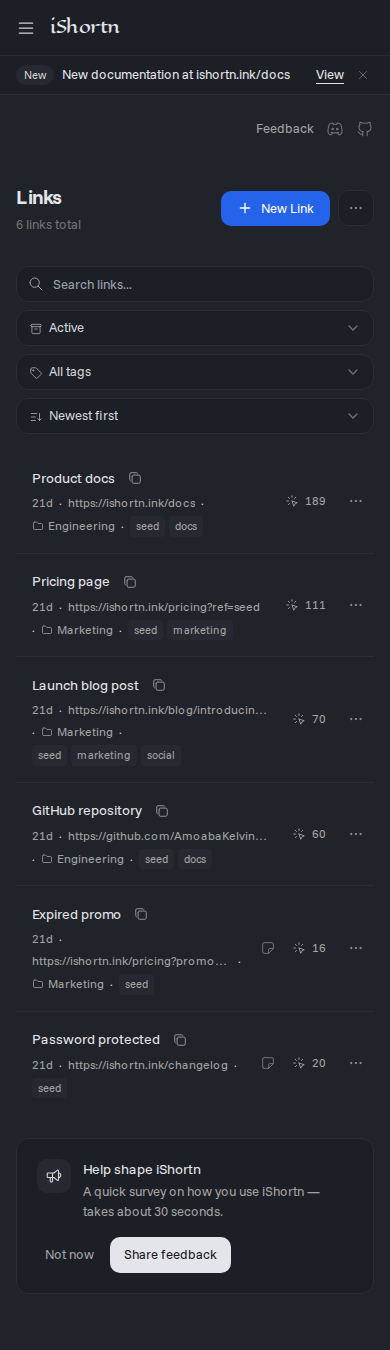 iShortn
New New documentation at ishortn.ink/docs View
Feedback
Links
6 links total
New Link
Search links...
Active
All tags
Newest first
Product docs
21d · https://ishortn.ink/docs ·
Engineering · seed docs
189
Pricing page
21d · https://ishortn.ink/pricing?ref=seed
· Marketing · seed marketing
111
Launch blog post
21d · https://ishortn.ink/blog/introducin...
· Marketing ·
seed marketing social
70
GitHub repository
21d · https://github.com/AmoabaKelvin...
· Engineering · seed docs
60
Expired promo
21d ·
https://ishortn.ink/pricing?promo... ·
Marketing · seed
16
Password protected
21d · https://ishortn.ink/changelog ·
seed
20
Help shape iShortn
A quick survey on how you use iShortn —
takes about 30 seconds.
Not now Share feedback